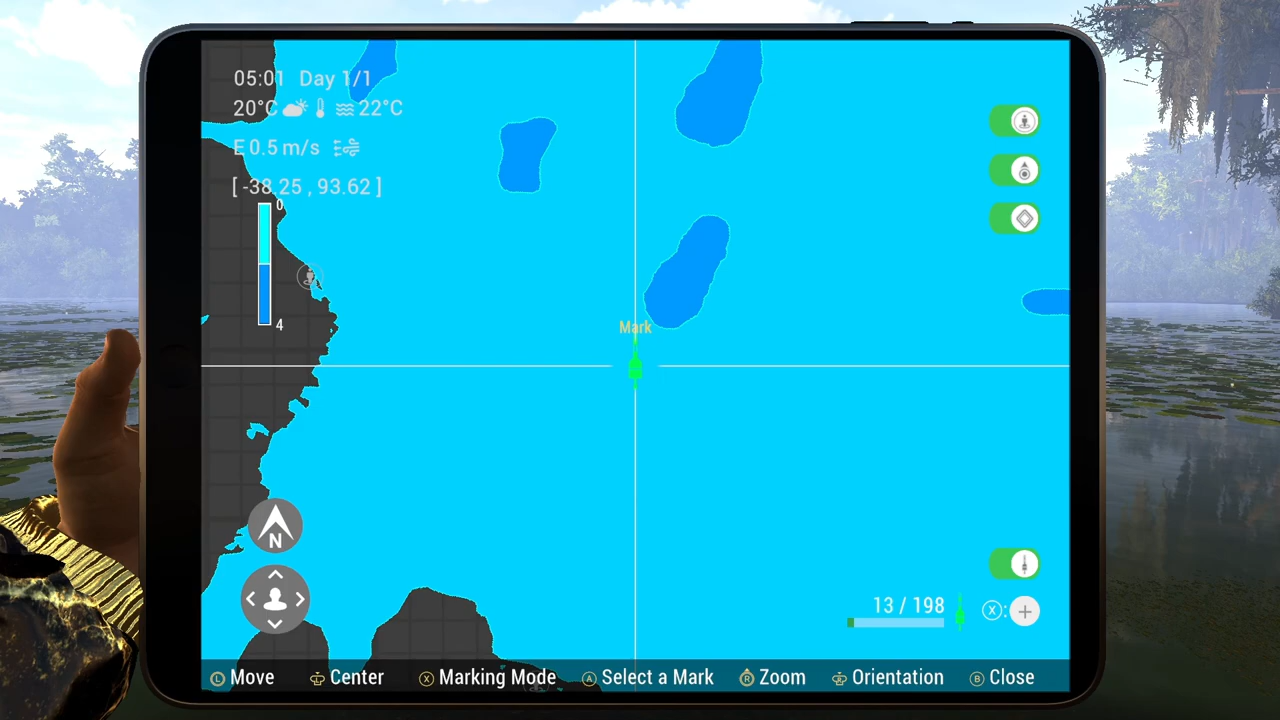 05:01 Day 1/1
20°C 22°C
E 0.5 m/s
[ -38.25 , 93.62 ]
0
4
Mark
N
13 / 198
X :
L Move Center X Marking Mode A Select a Mark R Zoom Orientation B Close